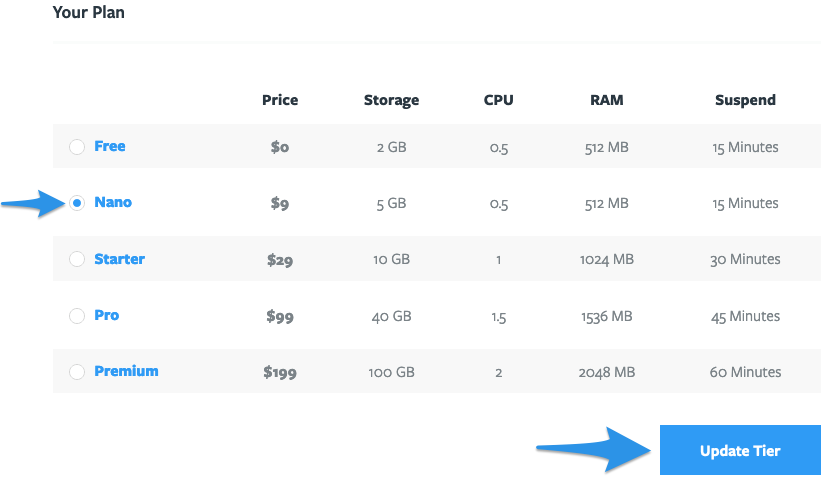 Your Plan
Price Storage CPU RAM Suspend
Free $0 2 GB 0.5 512 MB 15 Minutes
Nano $9 5 GB 0.5 512 MB 15 Minutes
Starter $29 10 GB 1 1024 MB 30 Minutes
Pro $99 40 GB 1.5 1536 MB 45 Minutes
Premium $199 100 GB 2 2048 MB 60 Minutes
Update Tier